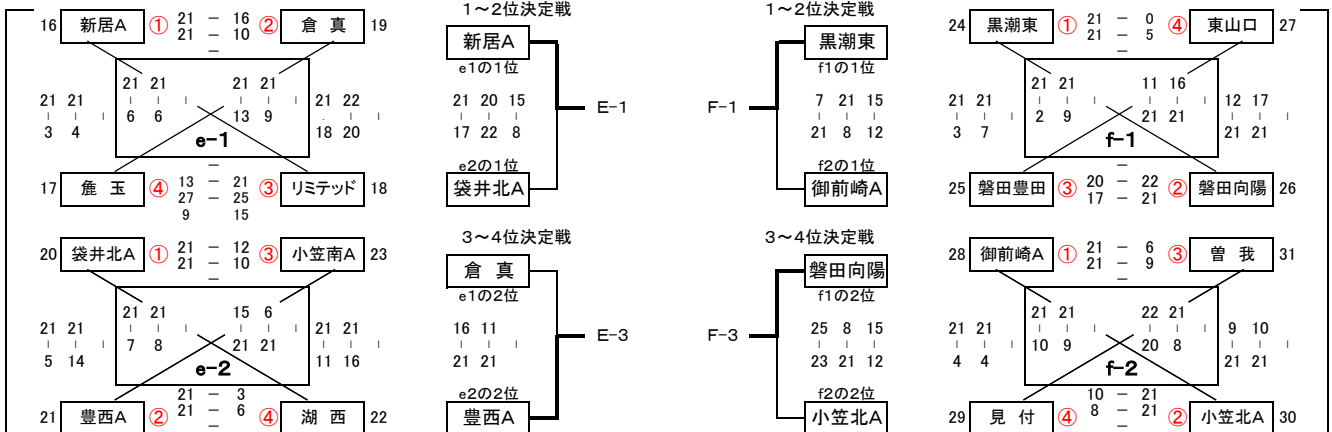 1～2位決定戦 1～2位決定戦
16 新居A ① 21 － 16 ② 倉 真 19 新居A 黒潮東 24 黒潮東 ① 21 － 0 ④ 東山口 27
21 － 10 21 － 5
－ －
e1の1位 f1の1位
21 21 21 21 21 21 11 16
21 21 21 22 21 20 15 7 21 15 21 21 12 17
6 6 13 9 E-1 F-1 2 9 21 21
3 4 18 20 17 22 8 21 8 12 3 7 21 21
e-1 f-1
e2の1位 f2の1位
－ －
17 麁 玉 ④ 13 － 21 ③ リミテッド 18 袋井北A 御前崎A 25 磐田豊田 ③ 20 － 22 ② 磐田向陽 26
27 － 25 17 － 21
9 15
3～4位決定戦 3～4位決定戦
20 袋井北A ① 21 － 12 ③ 小笠南A 23 倉 真 磐田向陽 28 御前崎A ① 21 － 6 ③ 曽 我 31
21 － 10 21 － 9
－ －
e1の2位 f1の2位
21 21 15 6 21 21 22 21
21 21 21 21 16 11 25 8 15 21 21 9 10
7 8 21 21 E-3 F-3 10 9 20 8
5 14 11 16 21 21 23 21 12 4 4 21 21
e-2 f-2
e2の2位 f2の2位
21 － 3 10 － 21
21 豊西A ② 21 － 6 ④ 湖 西 22 豊西A 小笠北A 29 見 付 ④ 8 － 21 ② 小笠北A 30
－